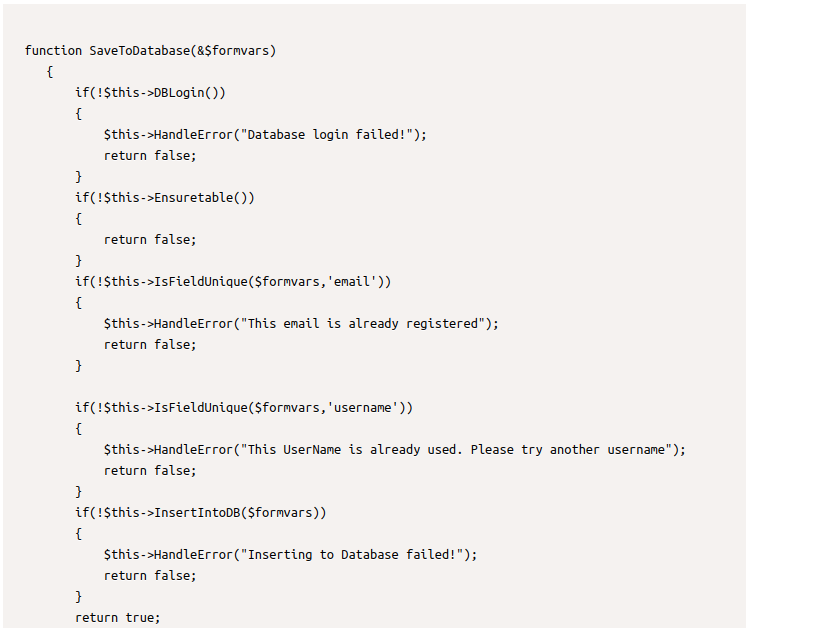 function SaveToDatabase(&$formvars)
{
if(!$this->DBLogin())
{
$this->HandleError("Database login failed!");
return false;
}
if(!$this->Ensuretable())
{
return false;
}
if(!$this->IsFieldUnique($formvars,'email'))
{
$this->HandleError("This email is already registered");
return false;
}
if(!$this->IsFieldUnique($formvars,'username'))
{
$this->HandleError("This UserName is already used. Please try another username");
return false;
}
if(!$this->InsertIntoDB($formvars))
{
$this->HandleError("Inserting to Database failed!");
return false;
}
return true;